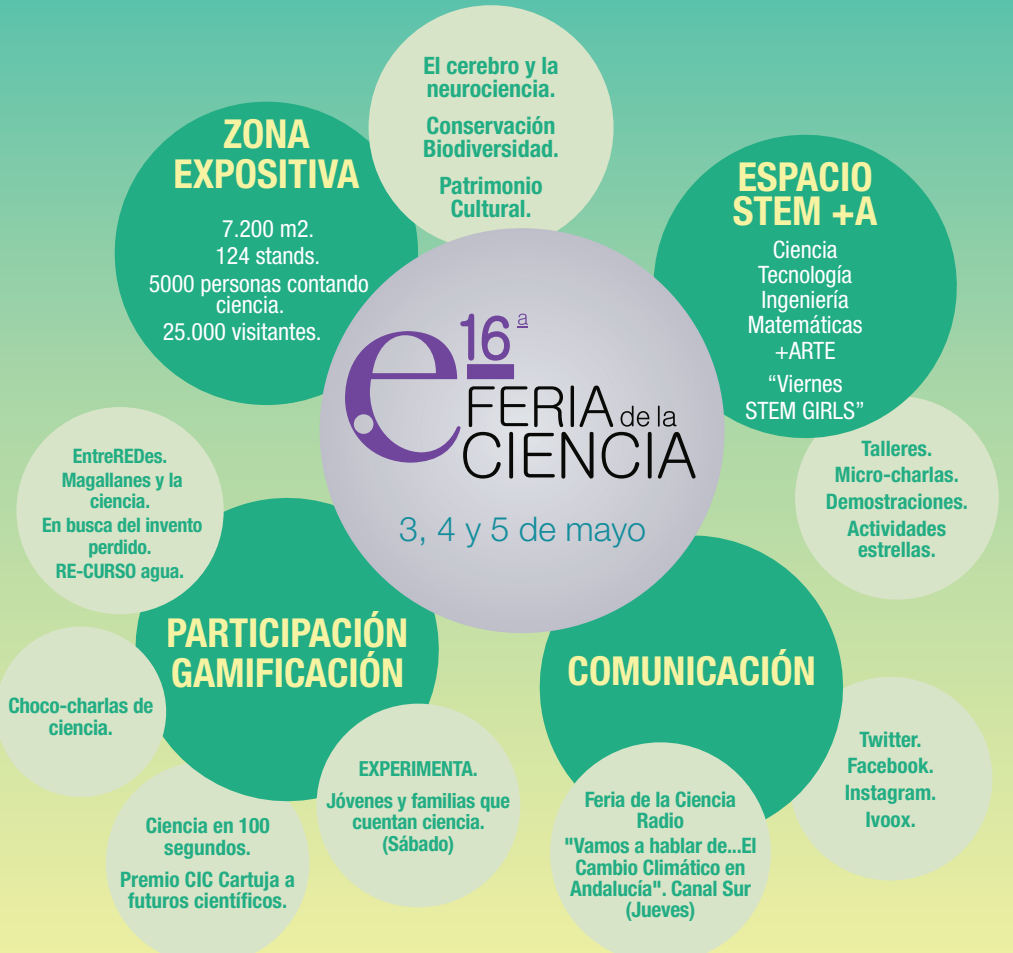 El cerebro y la
neurociencia.
Conservación
Biodiversidad.
Patrimonio
Cultural.
ZONA
EXPOSITIVA
7.200 m2.
124 stands.
5000 personas contando
ciencia.
25.000 visitantes.
ESPACIO
STEM +A
Ciencia
Tecnología
Ingeniería
Matemáticas
+ARTE
“Viernes
STEM GIRLS”
e 16ª
FERIA de la
CIENCIA
3, 4 y 5 de mayo
Talleres.
Micro-charlas.
Demostraciones.
Actividades
estrellas.
EntreREDes.
Magallanes y la
ciencia.
En busca del invento
perdido.
RE-CURSO agua.
PARTICIPACIÓN
GAMIFICACIÓN
COMUNICACIÓN
Choco-charlas de
ciencia.
EXPERIMENTA.
Jóvenes y familias que
cuentan ciencia.
(Sábado)
Ciencia en 100
segundos.
Premio CIC Cartuja a
futuros científicos.
Feria de la Ciencia
Radio
"Vamos a hablar de...El
Cambio Climático en
Andalucía". Canal Sur
(Jueves)
Twitter.
Facebook.
Instagram.
Ivoox.